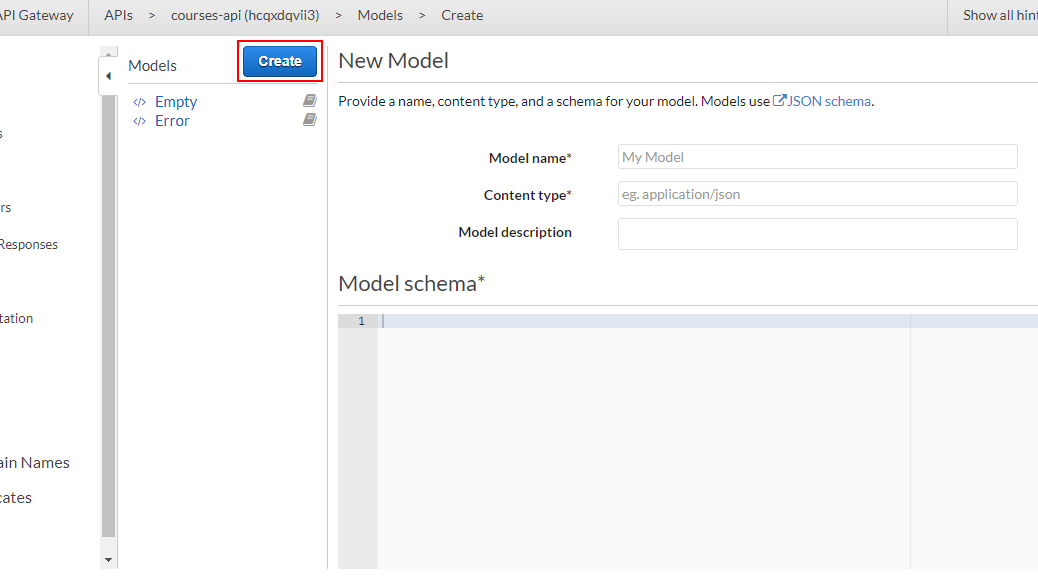 API Gateway APIs > courses-api (hcqxdqvii3) > Models > Create Show all hin
s
rs
Responses
tation
ain Names
cates
Models Create
</> Empty
</> Error
New Model
Provide a name, content type, and a schema for your model. Models use JSON schema.
Model name* My Model
Content type* eg. application/json
Model description
Model schema*
1